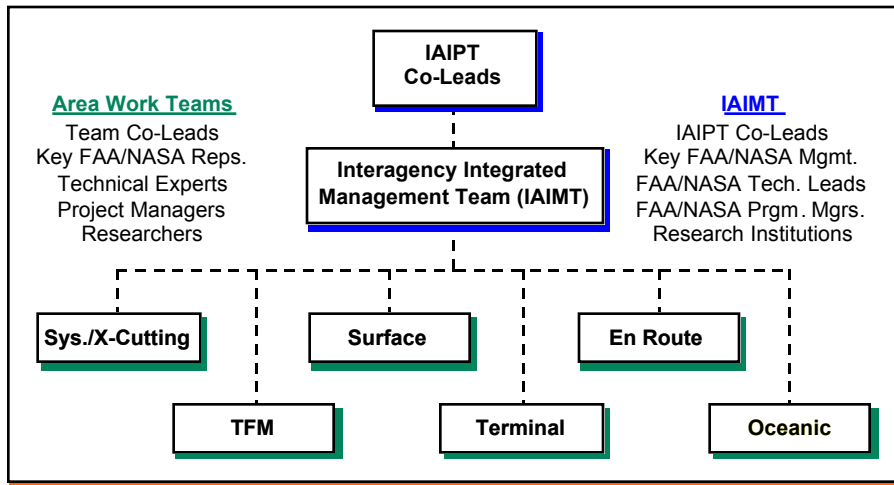 IAIPT
Co-Leads
Area Work Teams
Team Co-Leads
Key FAA/NASA Reps.
Technical Experts
Project Managers
Researchers
Interagency Integrated
Management Team (IAIMT)
IAIMT
IAIPT Co-Leads
Key FAA/NASA Mgmt.
FAA/NASA Tech. Leads
FAA/NASA Prgm. Mgrs.
Research Institutions
Sys./X-Cutting
Surface
En Route
TFM
Terminal
Oceanic